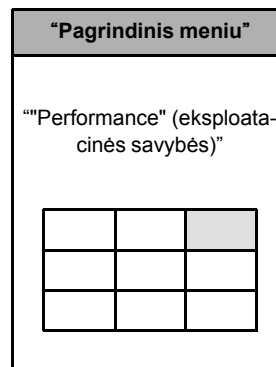 “Pagrindinis meniu”
“"Performance" (eksploata-
cinės savybės)”